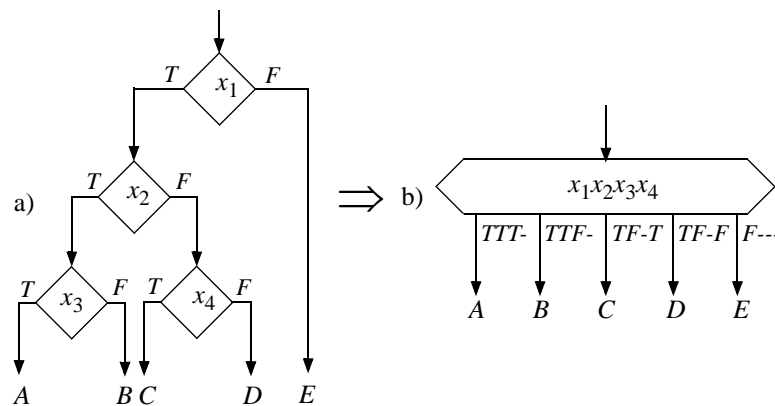 T x1 F
T x2 F
a)
T x3 F
T x4 F
A B C D E
⇒
b)
x1x2x3x4
TTT- TTF- TF-T TF-F F---
A B C D E